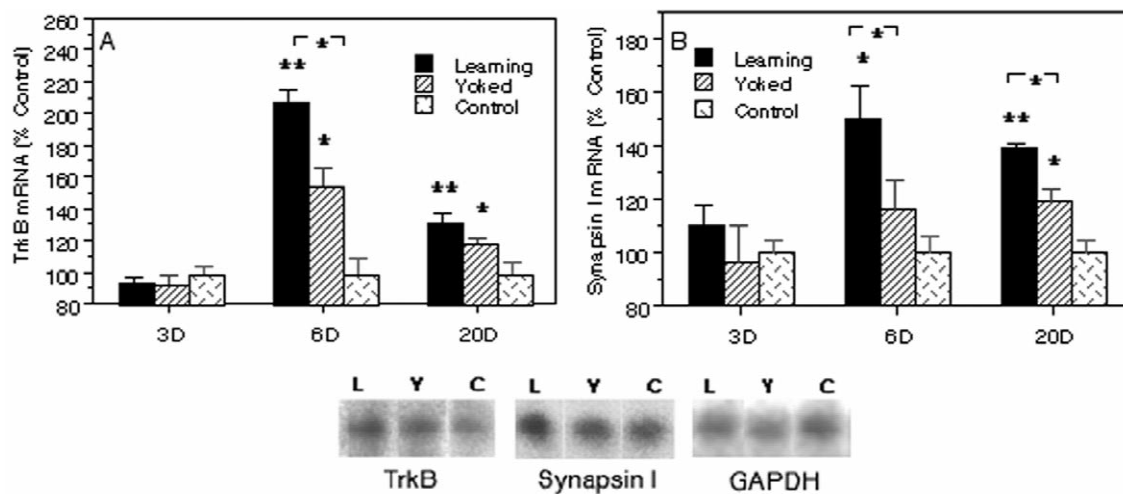 A
TrkB mRNA (% Control)
260
240
220
200
180
160
140
120
100
80
*
**
*
**
*
Learning
Yoked
Control
3D
6D
20D
B
Synapsin I mRNA (% Control)
180
160
140
120
100
80
*
*
*
**
*
Learning
Yoked
Control
3D
6D
20D
L Y C
TrkB
L Y C
Synapsin I
L Y C
GAPDH